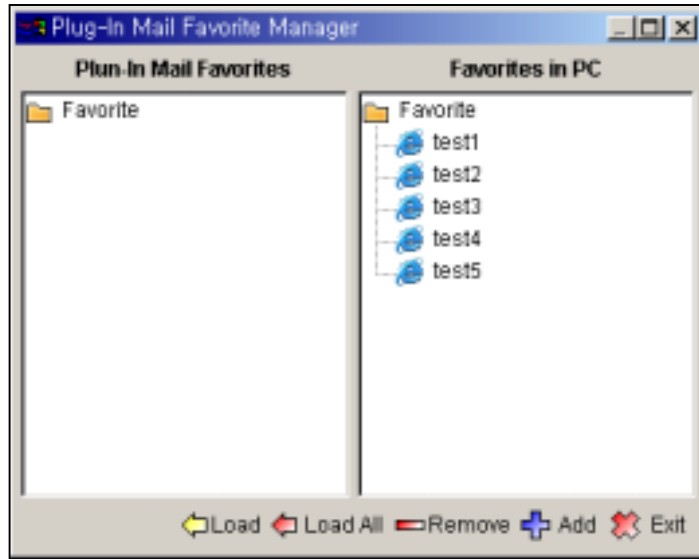 Plug-In Mail Favorite Manager
Plun-In Mail Favorites
Favorites in PC
Favorite
Favorite
test1
test2
test3
test4
test5
Load Load All Remove Add Exit